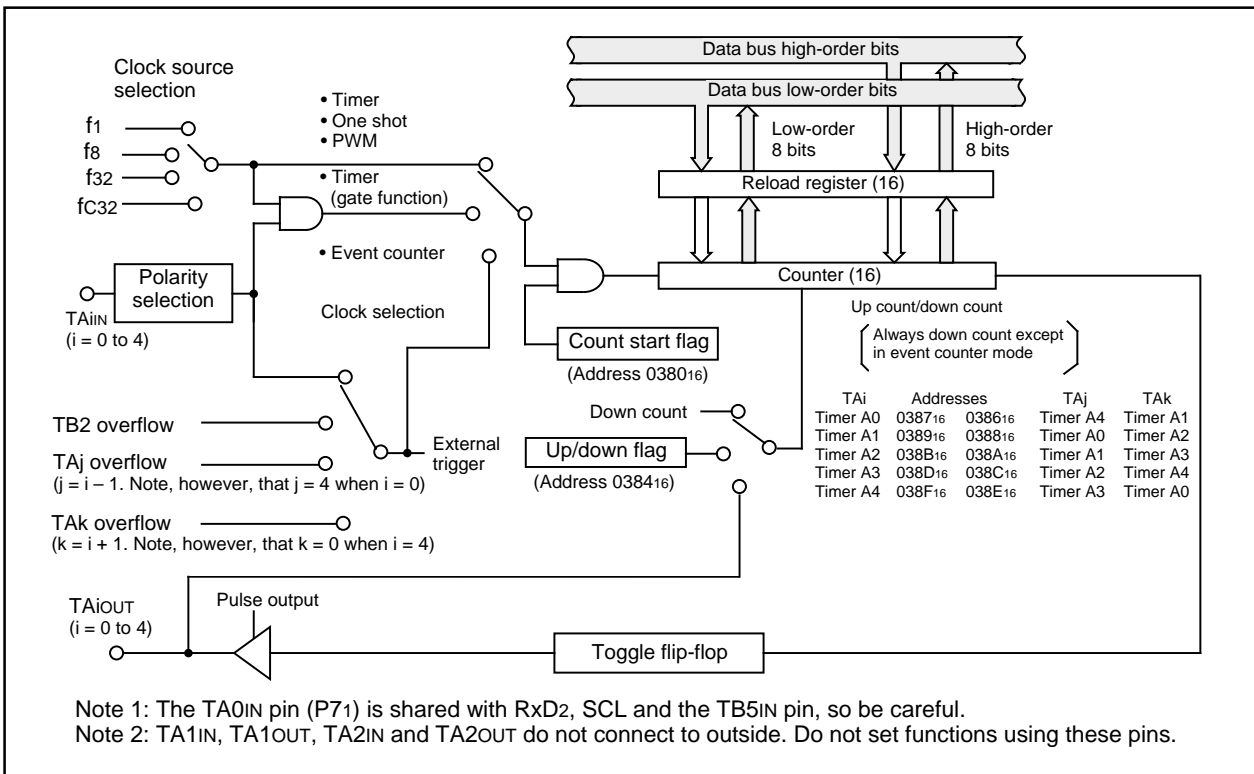 Clock source
selection
f1
f8
f32
fC32
• Timer
• One shot
• PWM
• Timer
(gate function)
• Event counter
Clock selection
Polarity
selection
TAiIN
(i = 0 to 4)
TB2 overflow
TAj overflow
(j = i – 1. Note, however, that j = 4 when i = 0)
TAk overflow
(k = i + 1. Note, however, that k = 0 when i = 4)
External
trigger
Data bus high-order bits
Data bus low-order bits
Low-order
8 bits
High-order
8 bits
Reload register (16)
Counter (16)
Up count/down count
Always down count except
in event counter mode
Count start flag
(Address 038016)
Down count
Up/down flag
(Address 038416)
TAi Addresses TAj TAk
Timer A0 038716 038616 Timer A4 Timer A1
Timer A1 038916 038816 Timer A0 Timer A2
Timer A2 038B16 038A16 Timer A1 Timer A3
Timer A3 038D16 038C16 Timer A2 Timer A4
Timer A4 038F16 038E16 Timer A3 Timer A0
TAiOUT
(i = 0 to 4)
Pulse output
Toggle flip-flop
Note 1: The TA0IN pin (P71) is shared with RxD2, SCL and the TB5IN pin, so be careful.
Note 2: TA1IN, TA1OUT, TA2IN and TA2OUT do not connect to outside. Do not set functions using these pins.